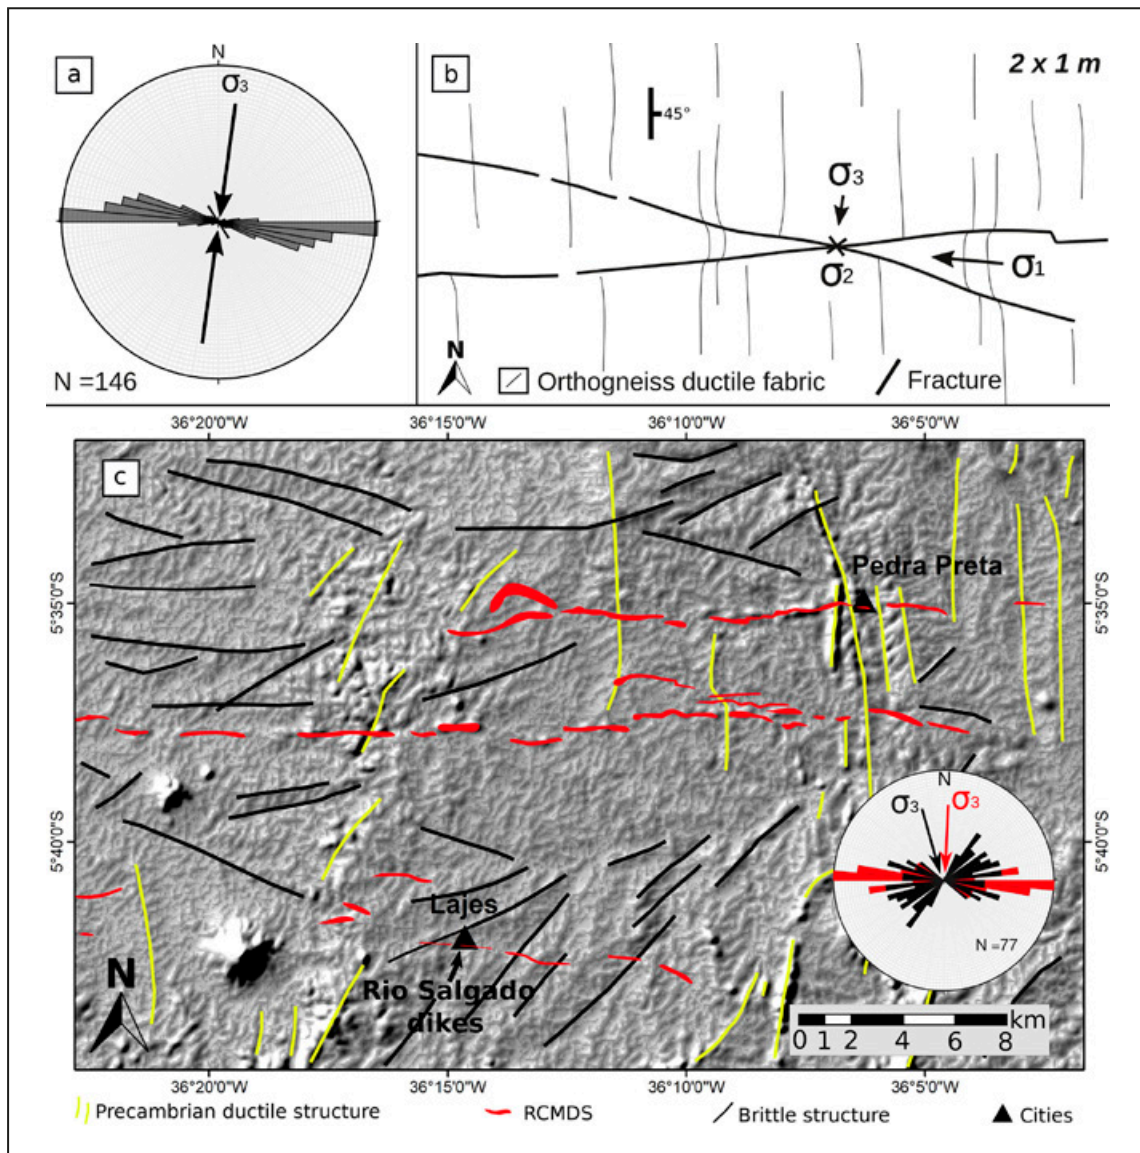 a
N
σ3
N =146
b
2 x 1 m
45°
σ3
σ2
σ1
N
Orthogneiss ductile fabric
Fracture
36°20'0"W
36°15'0"W
36°10'0"W
36°5'0"W
c
Pedra Preta
5°35'0"S
5°35'0"S
5°40'0"S
5°40'0"S
N
σ3
σ3
N =77
Lajes
Rio Salgado
dikes
N
km
0 1 2 4 6 8
36°20'0"W
36°15'0"W
36°10'0"W
36°5'0"W
Precambrian ductile structure
RCMDS
Brittle structure
Cities